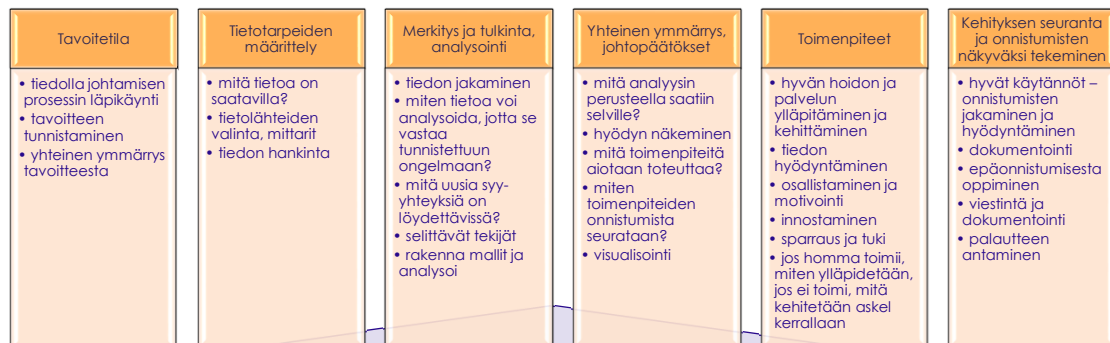 Tavoitetila
• tiedolla johtamisen
prosessin läpikäynti
• tavoitteen
tunnistaminen
• yhteinen ymmärrys
tavoitteesta
Tietotarpeiden
määrittely
• mitä tietoa on
saatavilla?
• tietolähteiden
valinta, mittarit
• tiedon hankinta
Merkitys ja tulkinta,
analysointi
• tiedon jakaminen
• miten tietoa voi
analysoida, jotta se
vastaa
tunnistettuun
ongelmaan?
• mitä uusia syy-
yhteyksiä on
löydettävissä?
• selittävät tekijät
• rakenna mallit ja
analysoi
Yhteinen ymmärrys,
johtopäätökset
• mitä analyysin
perusteella saatiin
selville?
• hyödyn näkeminen
• mitä toimenpiteitä
aiotaan toteuttaa?
• miten
toimenpiteiden
onnistumista
seurataan?
• visualisointi
Toimenpiteet
• hyvän hoidon ja
palvelun
ylläpitäminen ja
kehittäminen
• tiedon
hyödyntäminen
• osallistaminen ja
motivointi
• innostaminen
• sparraus ja tuki
• jos homma toimii,
miten ylläpidetään,
jos ei toimi, mitä
kehitetään askel
kerrallaan
Kehityksen seuranta
ja onnistumisten
näkyväksi tekeminen
• hyvät käytännöt –
onnistumisten
jakaminen ja
hyödyntäminen
• dokumentointi
• epäonnistumisesta
oppiminen
• viestintä ja
dokumentointi
• palautteen
antaminen